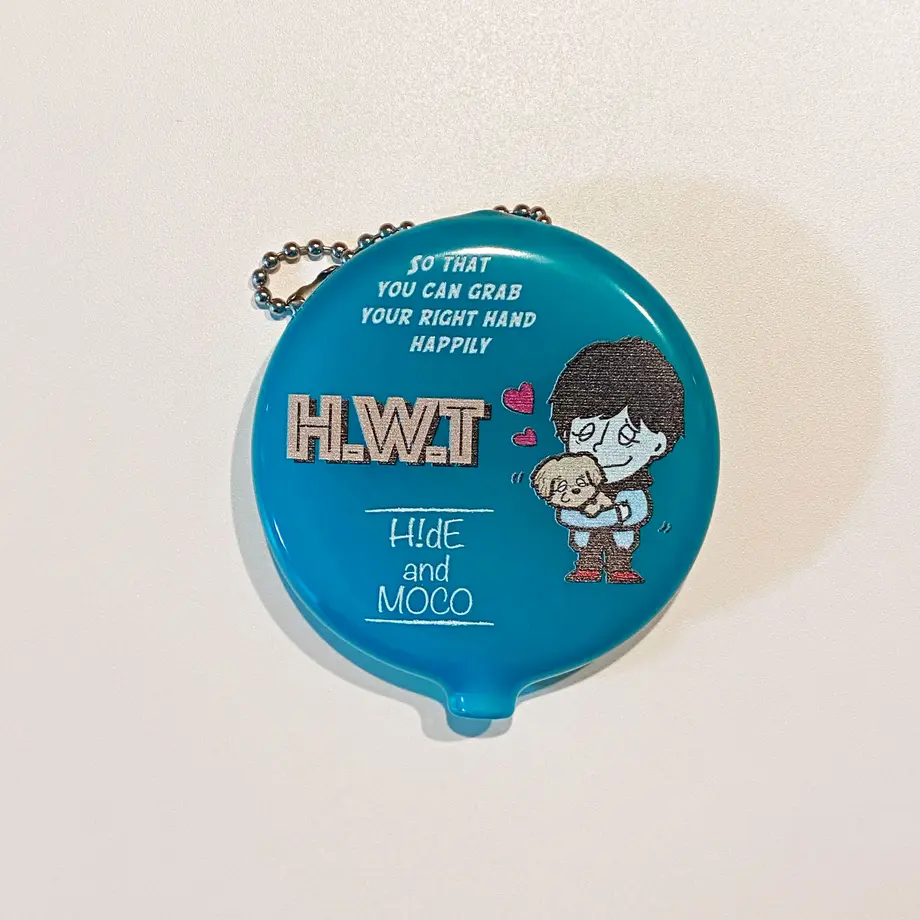 SO THAT
YOU CAN GRAB
YOUR RIGHT HAND
HAPPILY
H.W.T
H!dE
and
MOCO